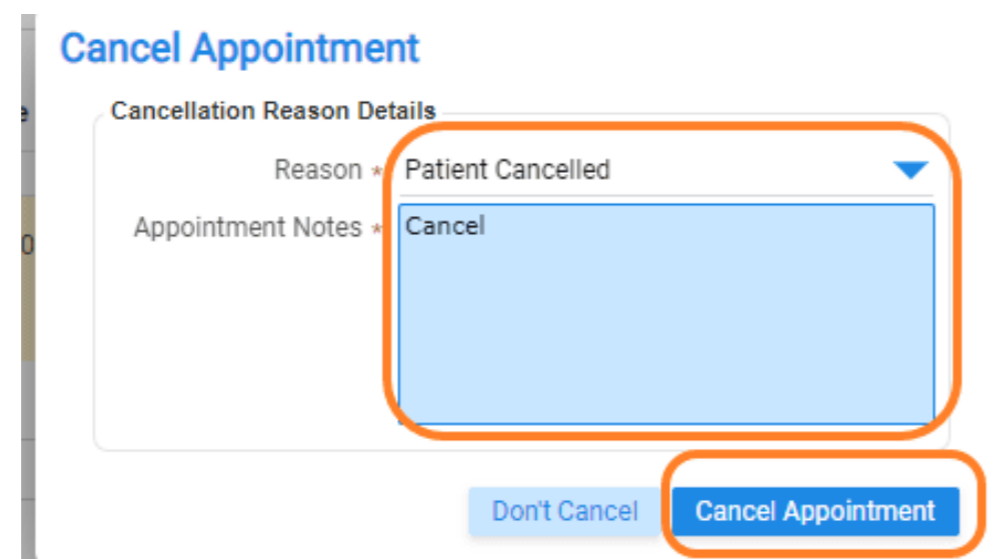 Cancel Appointment
Cancellation Reason Details
Reason * Patient Cancelled
Appointment Notes * Cancel
Don't Cancel Cancel Appointment